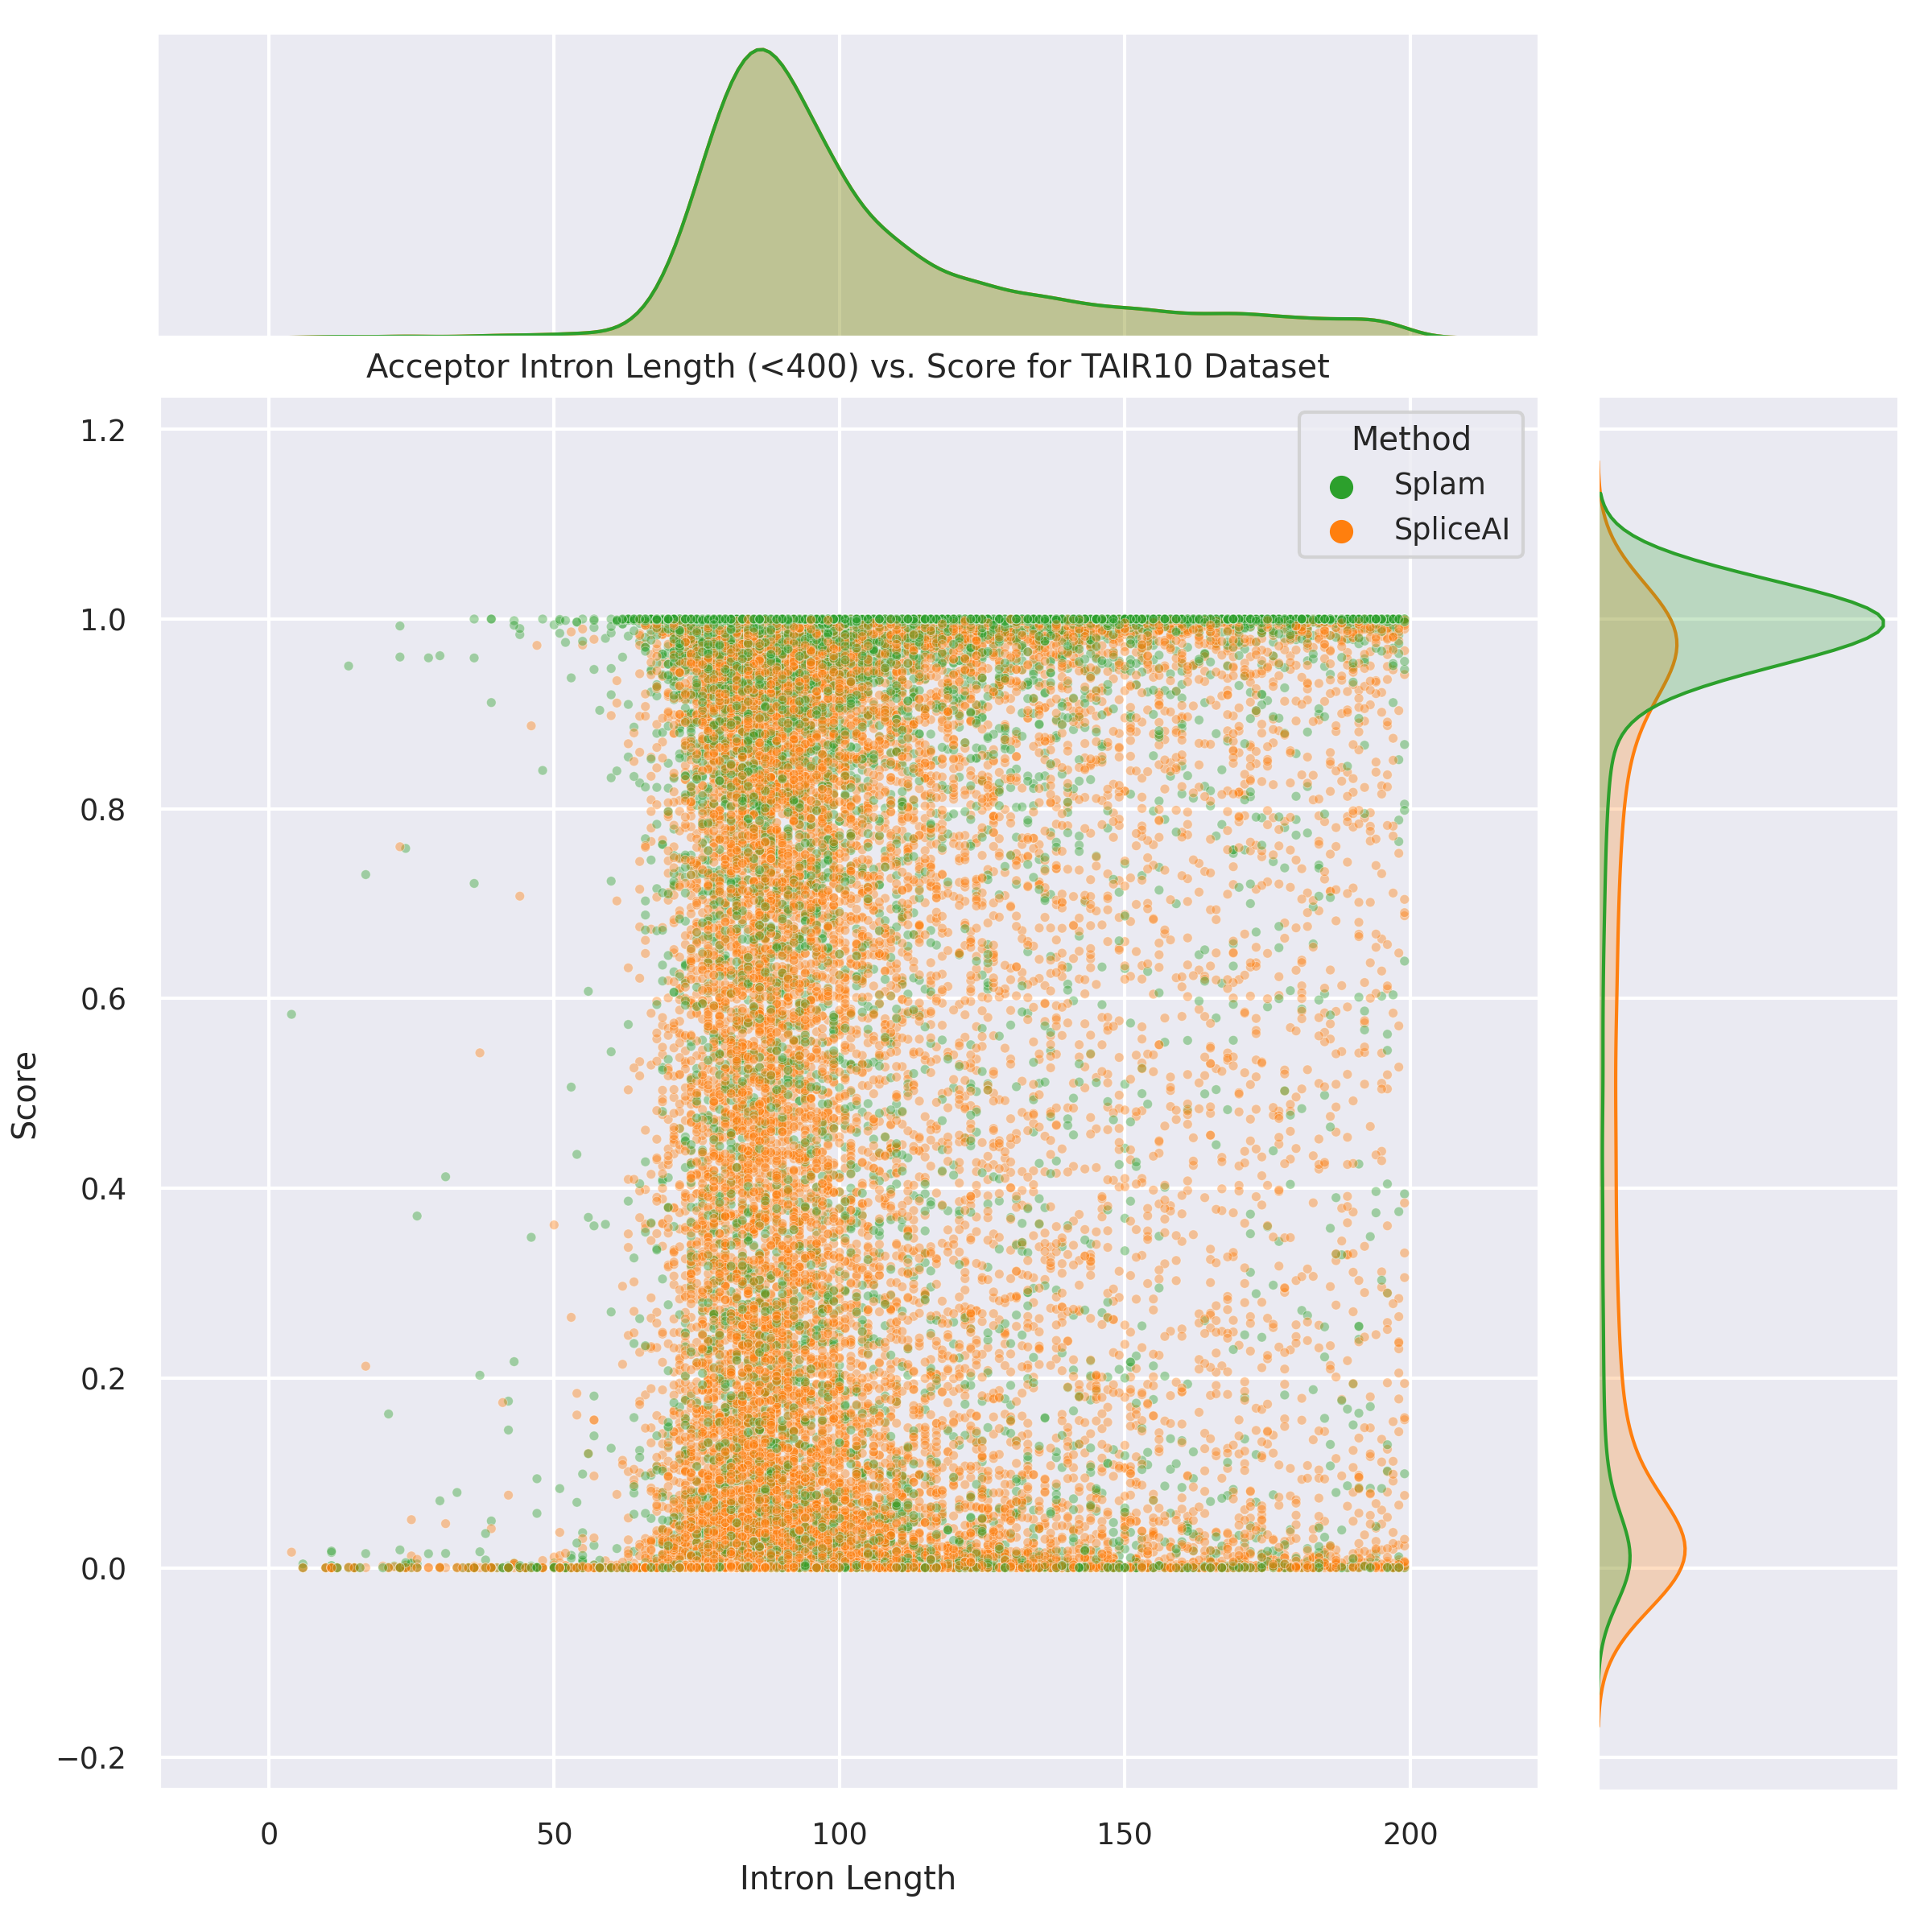 Acceptor Intron Length (<400) vs. Score for TAIR10 Dataset
1.2
Method
Splam
SpliceAI
1.0
0.8
0.6
Score
0.4
0.2
0.0
−0.2
0 50 100 150 200
Intron Length